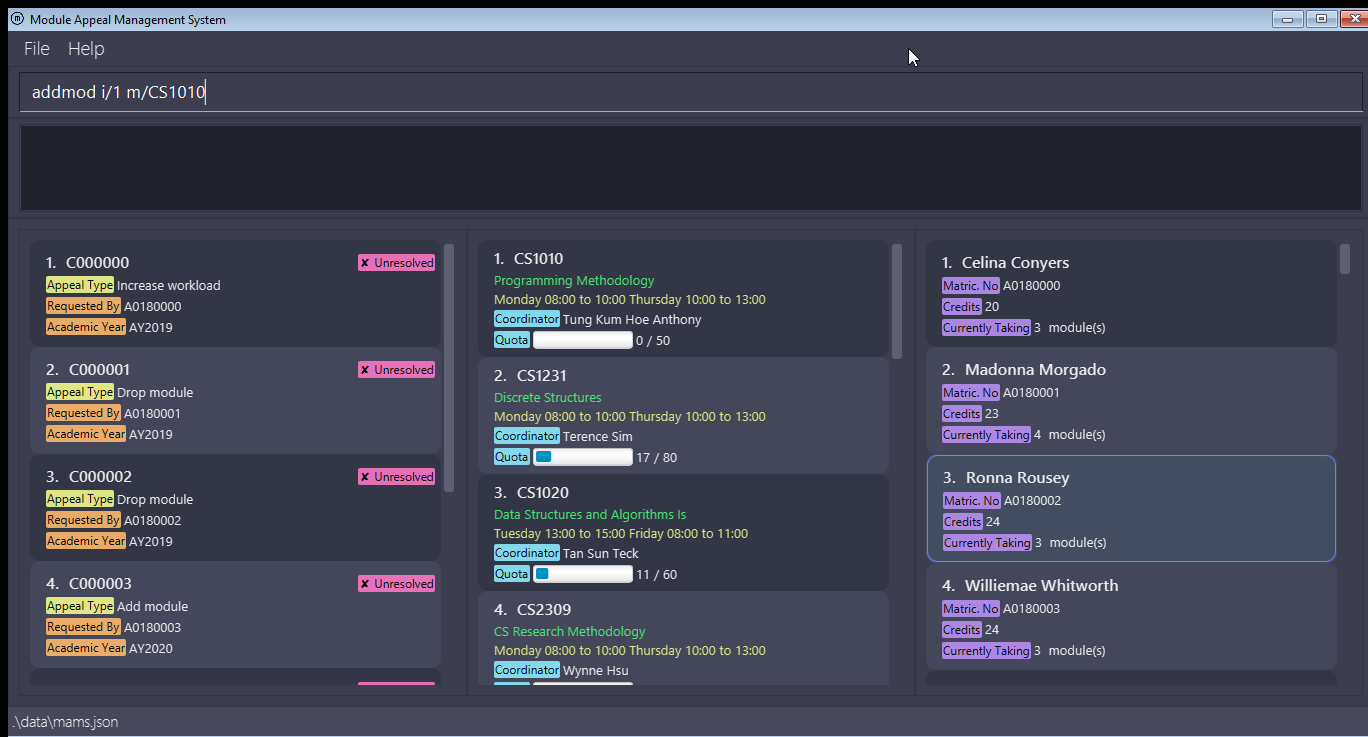 Module Appeal Management System
File Help
addmod i/1 m/CS1010
1. C000000 ✘ Unresolved
Appeal Type Increase workload
Requested By A0180000
Academic Year AY2019
2. C000001 ✘ Unresolved
Appeal Type Drop module
Requested By A0180001
Academic Year AY2019
3. C000002 ✘ Unresolved
Appeal Type Drop module
Requested By A0180002
Academic Year AY2019
4. C000003 ✘ Unresolved
Appeal Type Add module
Requested By A0180003
Academic Year AY2020
1. CS1010
Programming Methodology
Monday 08:00 to 10:00 Thursday 10:00 to 13:00
Coordinator Tung Kum Hoe Anthony
Quota 0 / 50
2. CS1231
Discrete Structures
Monday 08:00 to 10:00 Thursday 10:00 to 13:00
Coordinator Terence Sim
Quota 17 / 80
3. CS1020
Data Structures and Algorithms Is
Tuesday 13:00 to 15:00 Friday 08:00 to 11:00
Coordinator Tan Sun Teck
Quota 11 / 60
4. CS2309
CS Research Methodology
Monday 08:00 to 10:00 Thursday 10:00 to 13:00
Coordinator Wynne Hsu
1. Celina Conyers
Matric. No A0180000
Credits 20
Currently Taking 3 module(s)
2. Madonna Morgado
Matric. No A0180001
Credits 23
Currently Taking 4 module(s)
3. Ronna Rousey
Matric. No A0180002
Credits 24
Currently Taking 3 module(s)
4. Williemae Whitworth
Matric. No A0180003
Credits 24
Currently Taking 3 module(s)
.\data\mams.json